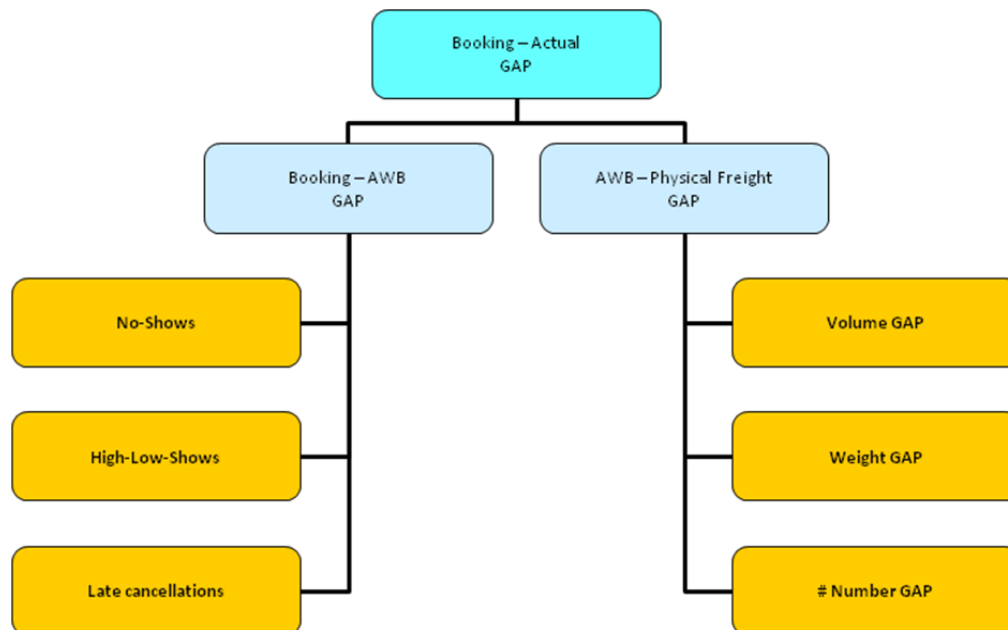 Booking – Actual
GAP
Booking – AWB
GAP
AWB – Physical Freight
GAP
No-Shows
Volume GAP
High-Low-Shows
Weight GAP
Late cancellations
# Number GAP